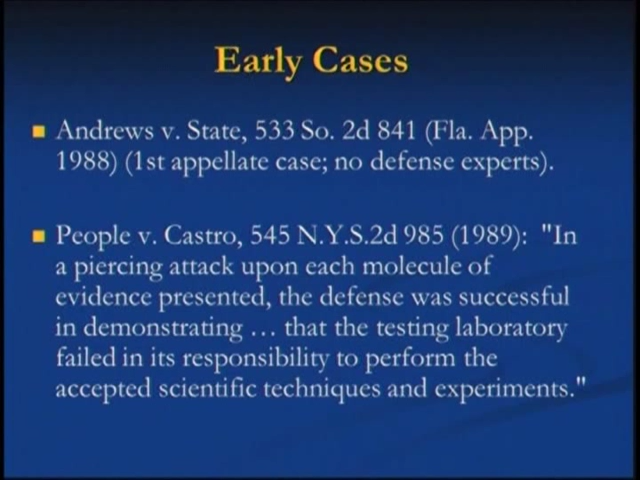 Early Cases
Andrews v. State, 533 So. 2d 841 (Fla. App.
1988) (1st appellate case; no defense experts).
People v. Castro, 545 N.Y.S.2d 985 (1989): "In
a piercing attack upon each molecule of
evidence presented, the defense was successful
in demonstrating … that the testing laboratory
failed in its responsibility to perform the
accepted scientific techniques and experiments."